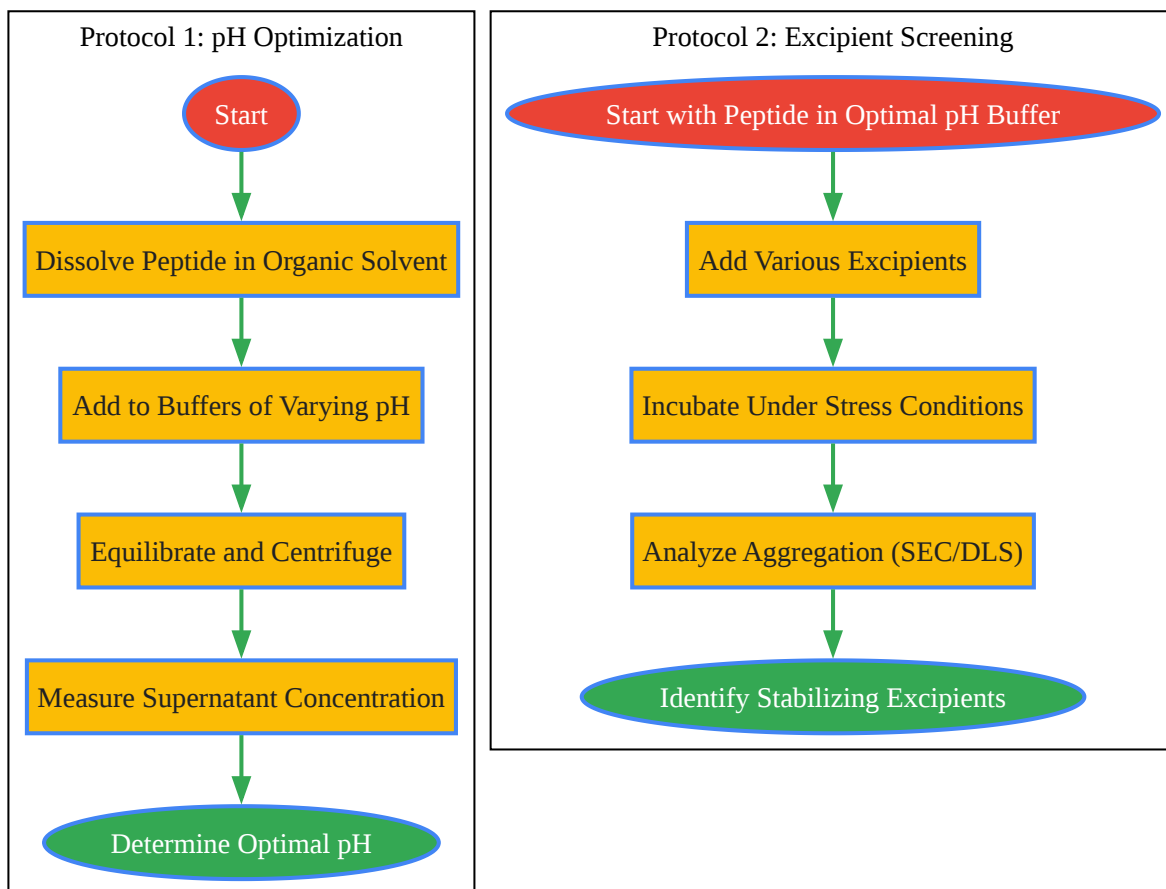 Protocol 1: pH Optimization
Start
Dissolve Peptide in Organic Solvent
Add to Buffers of Varying pH
Equilibrate and Centrifuge
Measure Supernatant Concentration
Determine Optimal pH
Protocol 2: Excipient Screening
Start with Peptide in Optimal pH Buffer
Add Various Excipients
Incubate Under Stress Conditions
Analyze Aggregation (SEC/DLS)
Identify Stabilizing Excipients